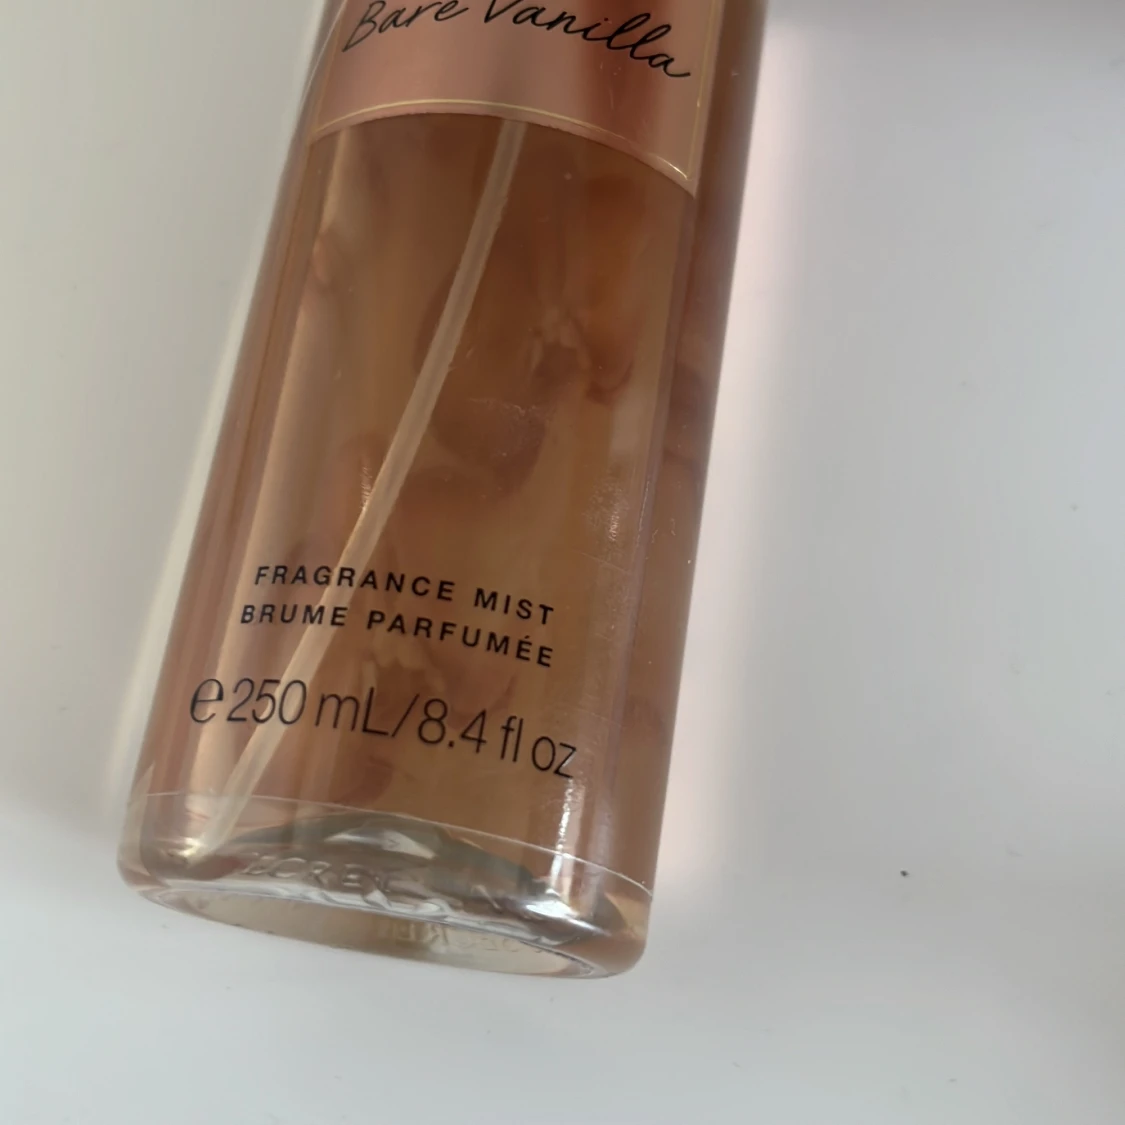 Bare Vanilla
FRAGRANCE MIST
BRUME PARFUMÉE
℮250 mL/8.4 fl oz